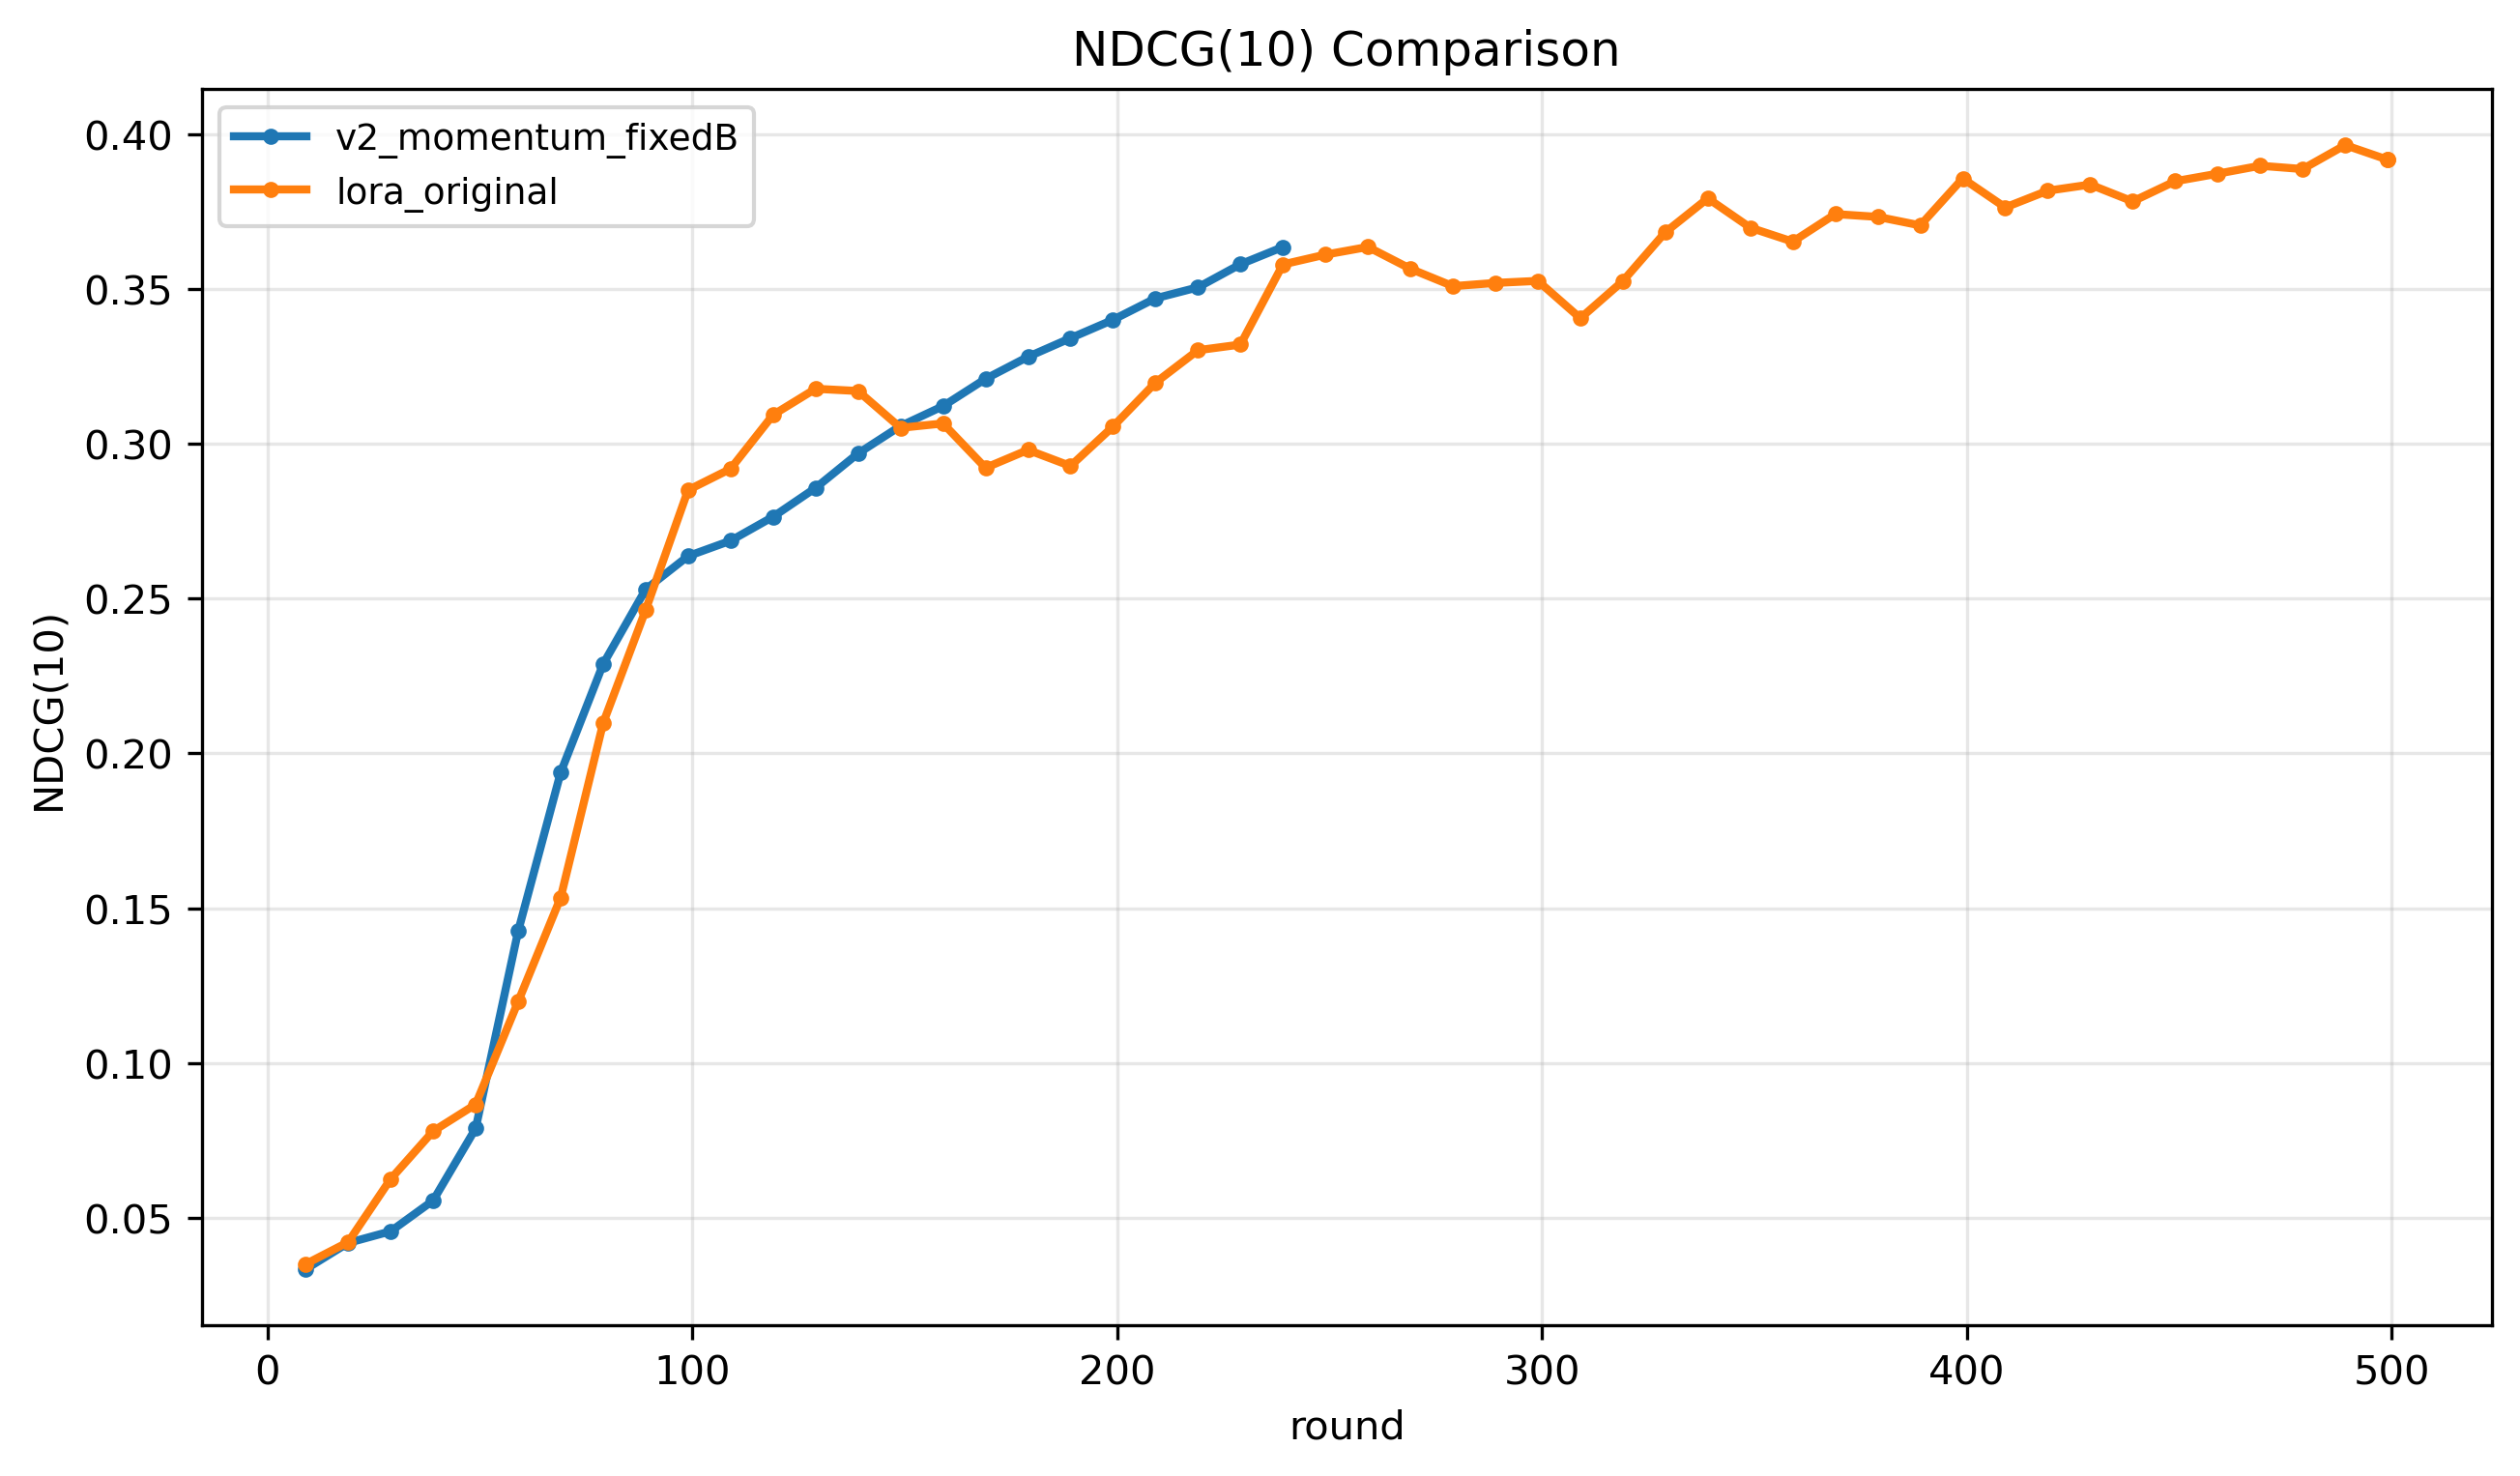 NDCG(10) Comparison
v2_momentum_fixedB
lora_original
NDCG(10)
0.40
0.35
0.30
0.25
0.20
0.15
0.10
0.05
0 100 200 300 400 500
round